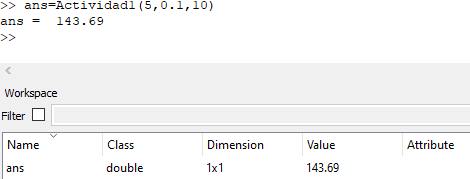 >> ans=Actividad1(5,0.1,10)
ans =  143.69
>>
Workspace
Filter
Name Class Dimension Value Attribute
ans double 1x1 143.69